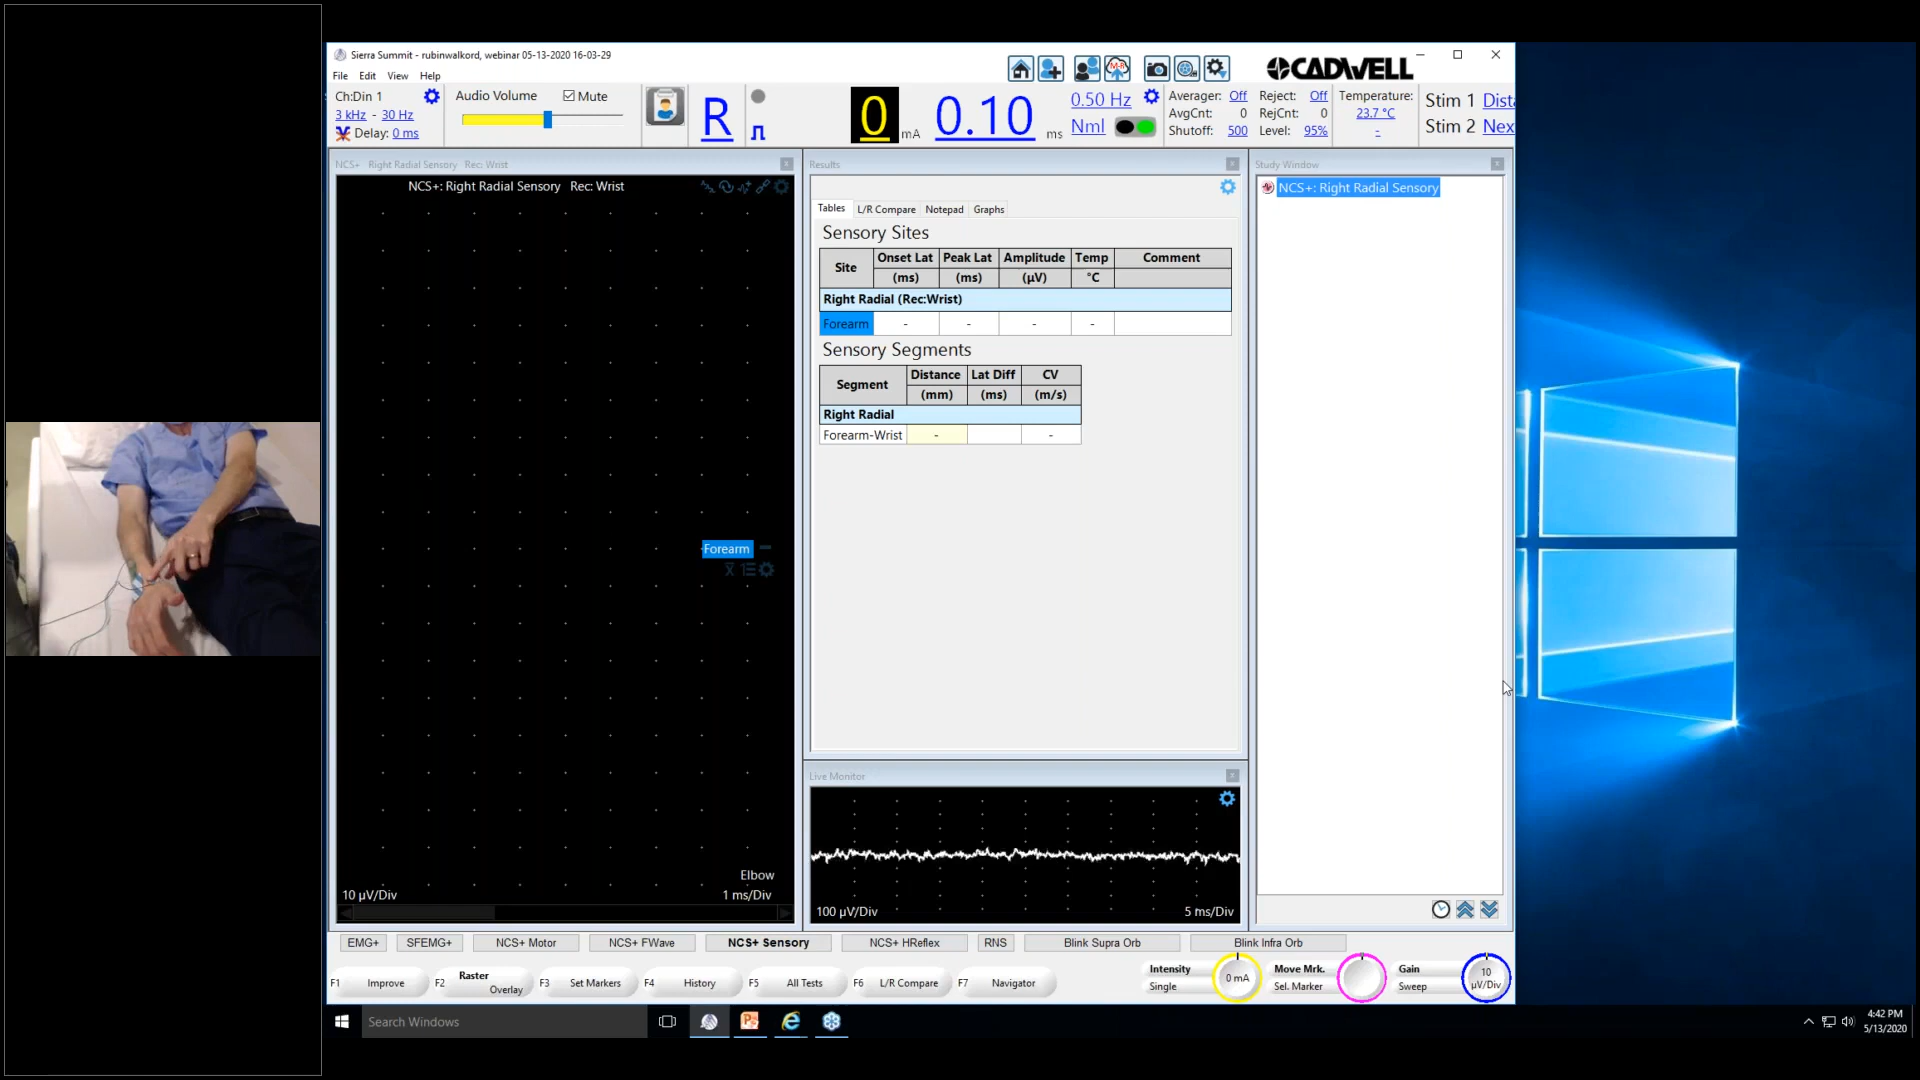 Sierra Summit - rubinwalkord, webinar 05-13-2020 16-03-29
File Edit View Help
CADWELL
Ch:Din 1
3 kHz - 30 Hz
Delay: 0 ms
Audio Volume Mute
R
0 mA
0.10 ms
0.50 Hz
Nml
Averager: Off
AvgCnt: 0
Shutoff: 500
Reject: Off
RejCnt: 0
Level: 95%
Temperature:
23.7 °C
-
Stim 1 Dista
Stim 2 Nex
NCS+ Right Radial Sensory Rec: Wrist
NCS+: Right Radial Sensory Rec: Wrist
Forearm
Elbow
10 µV/Div 1 ms/Div
Results
Tables L/R Compare Notepad Graphs
Sensory Sites
Site Onset Lat Peak Lat Amplitude Temp Comment
(ms) (ms) (µV) °C
Right Radial (Rec:Wrist)
Forearm - - - -
Sensory Segments
Segment Distance Lat Diff CV
(mm) (ms) (m/s)
Right Radial
Forearm-Wrist - -
Live Monitor
100 µV/Div 5 ms/Div
Study Window
NCS+: Right Radial Sensory
EMG+ SFEMG+ NCS+ Motor NCS+ FWave NCS+ Sensory NCS+ HReflex RNS Blink Supra Orb Blink Infra Orb
F1 Improve F2 Raster Overlay F3 Set Markers F4 History F5 All Tests F6 L/R Compare F7 Navigator
Intensity
Single
0 mA
Move Mrk.
Sel. Marker
Gain
Sweep
10
µV/Div
Search Windows
4:42 PM
5/13/2020